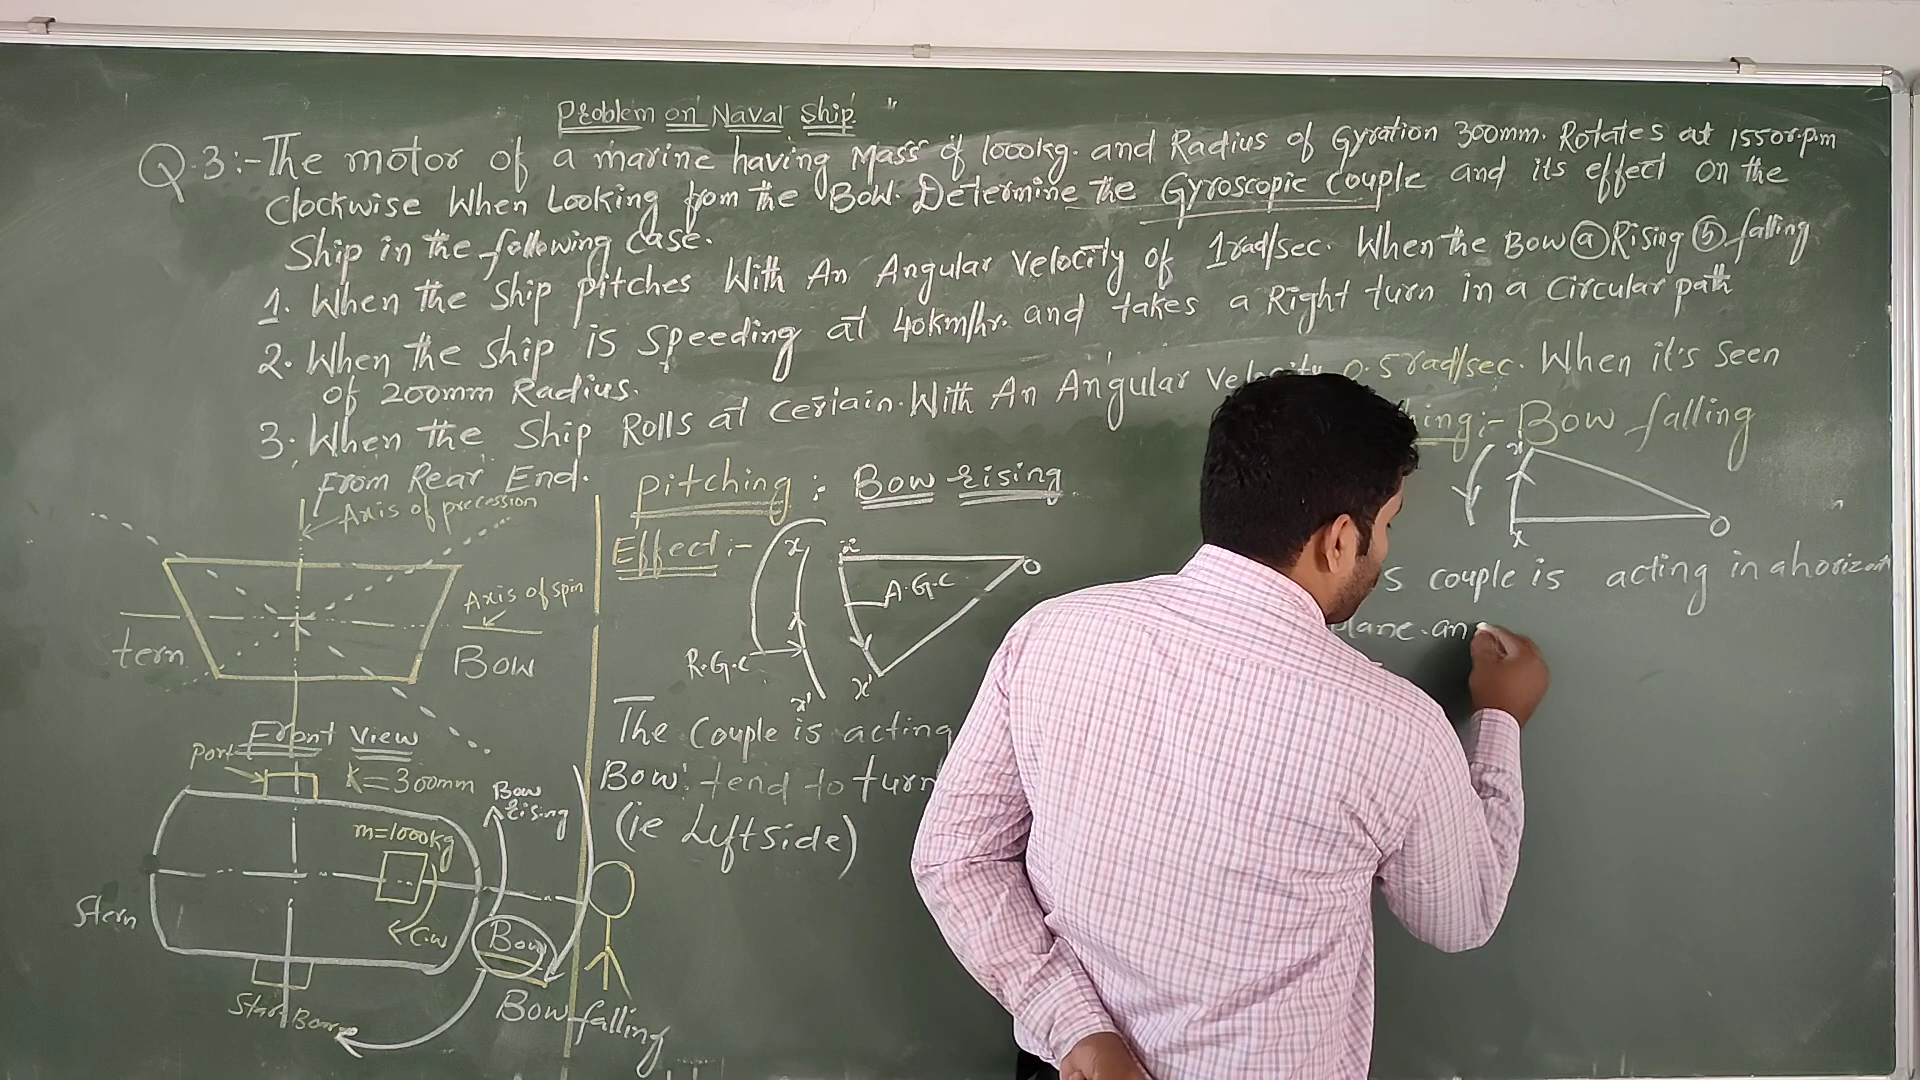 Problem on Naval Ship "
Q.3:- The motor of a marine having Mass of 1000kg. and Radius of Gyration 300mm. Rotates at 1550r.p.m
Clockwise When Looking from the Bow. Determine the Gyroscopic Couple and its effect on the
Ship in the following Case.
1. When the Ship pitches With An Angular Velocity of 1rad/sec. When the Bow (a) Rising (b) falling
2. When the Ship is Speeding at 40km/hr. and takes a Right turn in a Circular path
of 200mm Radius.
3. When the Ship Rolls at Certain. With An Angular Velocity 0.5 rad/sec. When it's Seen
From Rear End.
Pitching : Bow rising
Effect :-
x
x
O
A.G.C.
R.G.C
x'
x'
The Couple is acting
Bow: tend to turn
(ie Left side)
hing :- Bow falling
x'
O
x
s couple is acting in a horizont
plane. an
Axis of precession
Axis of spin
tern
Bow
Front View
Port
K=300mm
Bow
rising
m=1000kg
Stern
C.W
Bow
Star Boar
Bow falling